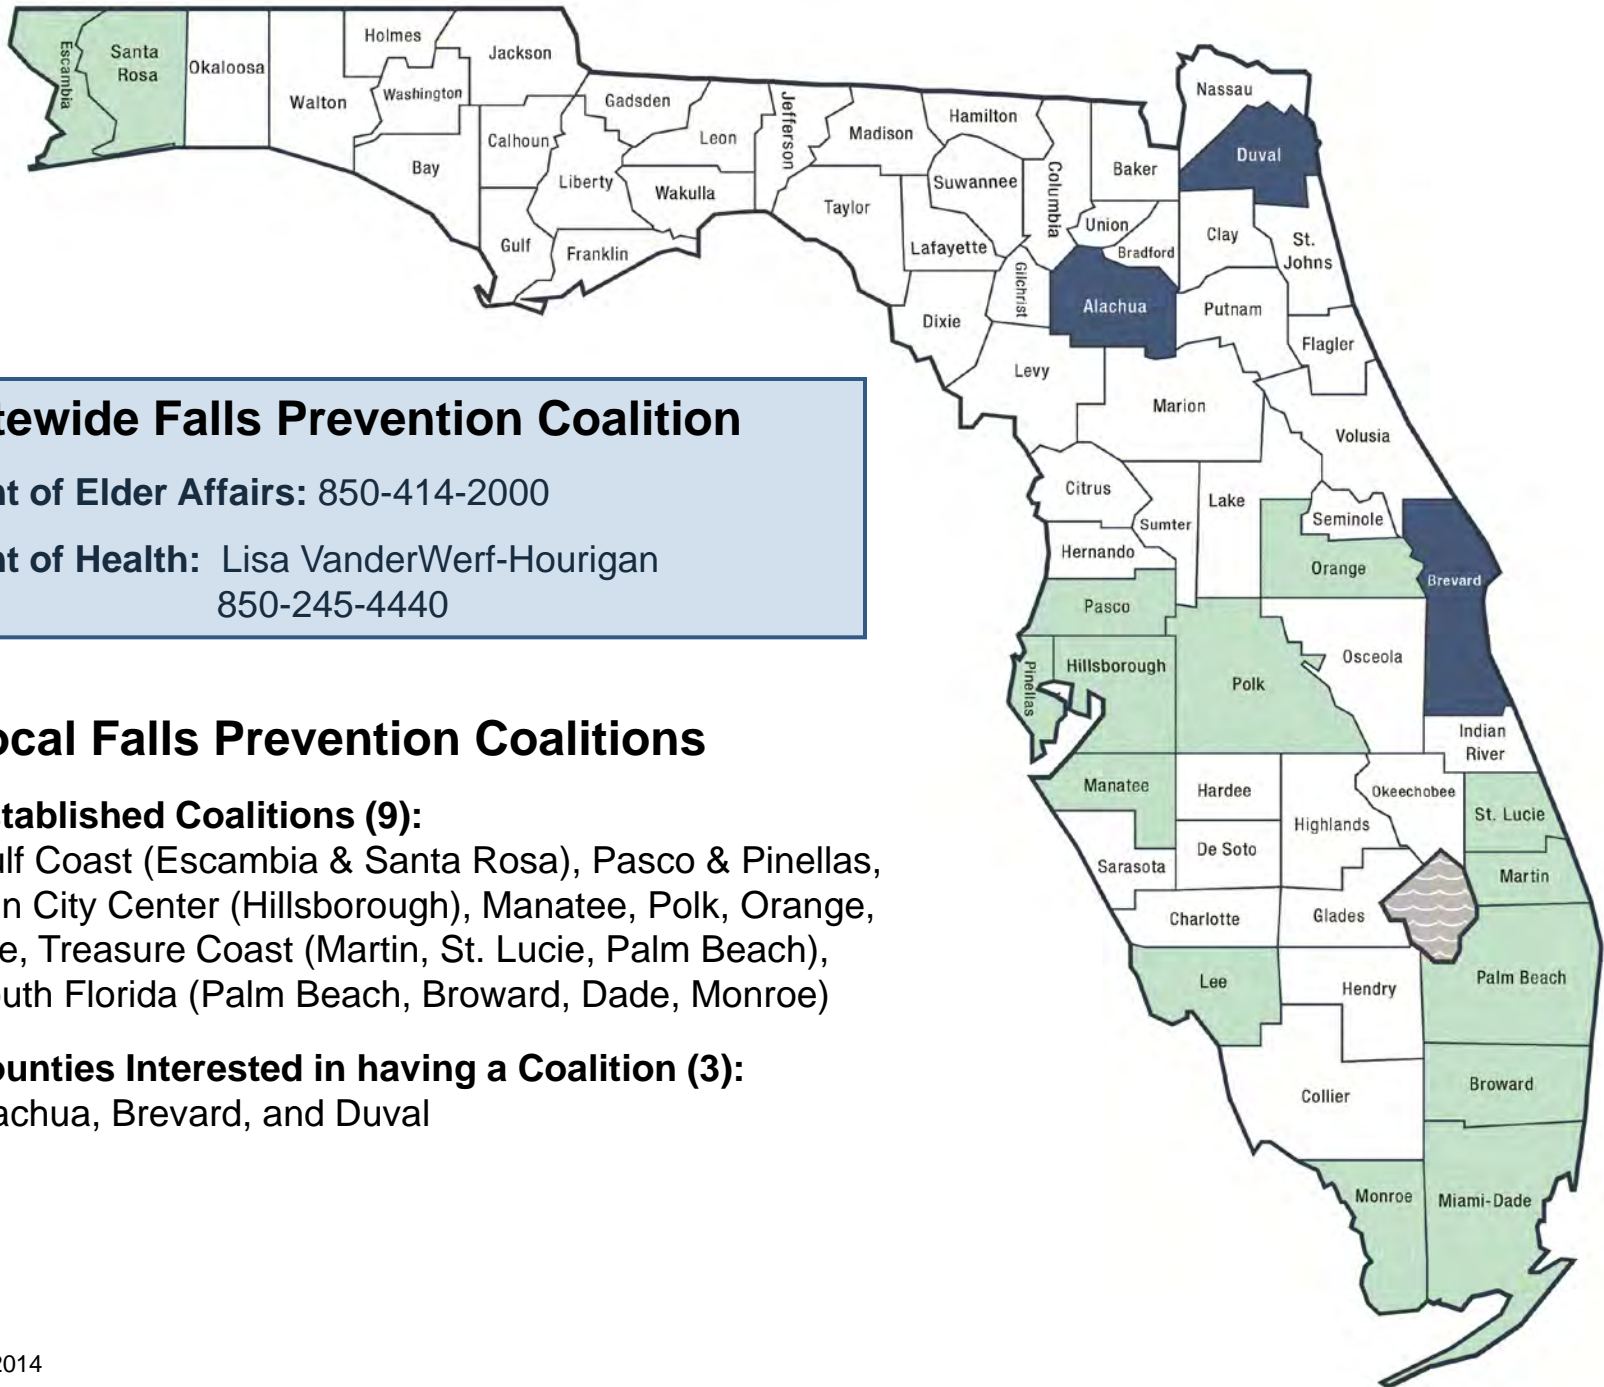 Holmes
Jackson
Escambia
Santa
Rosa
Okaloosa
Walton
Washington
Nassau
Gadsden
Jefferson
Hamilton
Calhoun
Leon
Madison
Duval
Bay
Liberty
Wakulla
Suwannee
Columbia
Baker
Taylor
Union
Gulf
Franklin
Lafayette
Bradford
Clay
St.
Johns
Gilchrist
Alachua
Putnam
Dixie
Flagler
Levy
Marion
Volusia
tewide Falls Prevention Coalition
nt of Elder Affairs: 850-414-2000
nt of Health: Lisa VanderWerf-Hourigan
850-245-4440
Citrus
Sumter
Lake
Seminole
Hernando
Orange
Brevard
Pasco
Pinellas
Hillsborough
Polk
Osceola
Indian
River
ocal Falls Prevention Coalitions
Manatee
Hardee
Okeechobee
Highlands
St. Lucie
stablished Coalitions (9):
ulf Coast (Escambia & Santa Rosa), Pasco & Pinellas,
n City Center (Hillsborough), Manatee, Polk, Orange,
e, Treasure Coast (Martin, St. Lucie, Palm Beach),
outh Florida (Palm Beach, Broward, Dade, Monroe)
Sarasota
De Soto
Martin
Charlotte
Glades
Lee
Hendry
Palm Beach
ounties Interested in having a Coalition (3):
achua, Brevard, and Duval
Collier
Broward
Monroe
Miami-Dade
2014